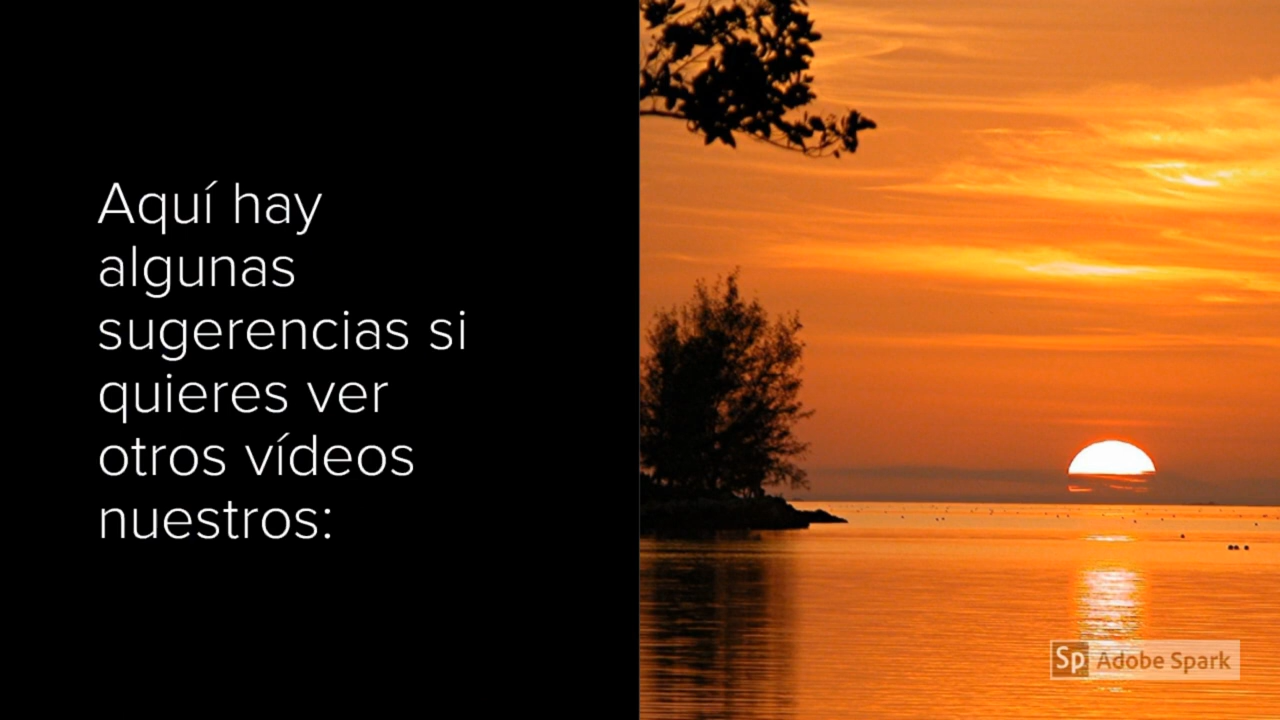 Aquí hay
algunas
sugerencias si
quieres ver
otros vídeos
nuestros:
Sp Adobe Spark